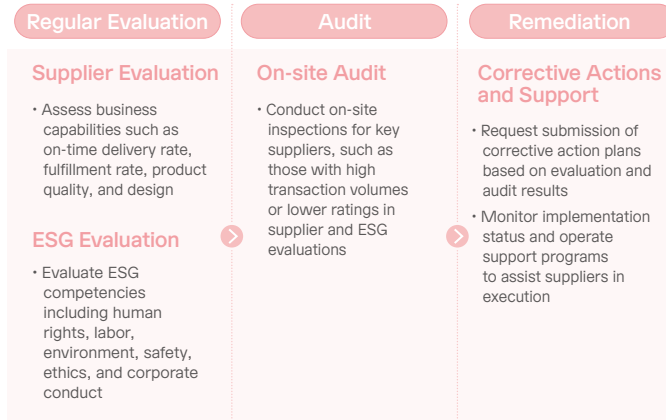 Regular Evaluation
Supplier Evaluation
• Assess business
capabilities such as
on-time delivery rate,
fulfillment rate, product
quality, and design
ESG Evaluation
• Evaluate ESG
competencies
including human
rights, labor,
environment, safety,
ethics, and corporate
conduct
Audit
On-site Audit
• Conduct on-site
inspections for key
suppliers, such as
those with high
transaction volumes
or lower ratings in
supplier and ESG
evaluations
Remediation
Corrective Actions
and Support
• Request submission of
corrective action plans
based on evaluation and
audit results
• Monitor implementation
status and operate
support programs
to assist suppliers in
execution